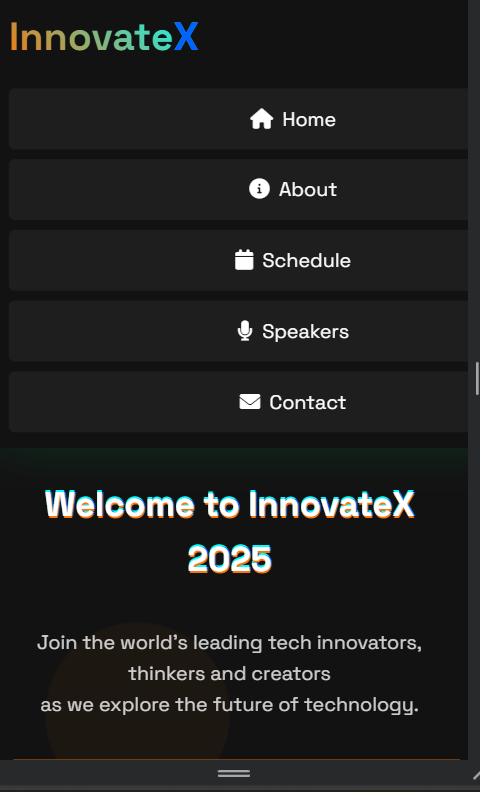 InnovateX
Home
About
Schedule
Speakers
Contact
Welcome to InnovateX
2025
Join the world's leading tech innovators,
thinkers and creators
as we explore the future of technology.